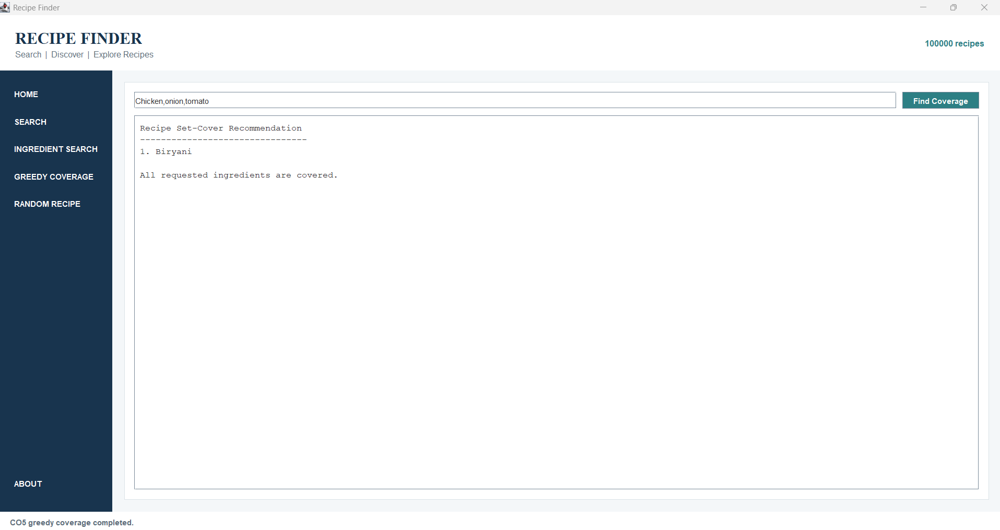 Recipe Finder
RECIPE FINDER
Search | Discover | Explore Recipes
100000 recipes
HOME
SEARCH
INGREDIENT SEARCH
GREEDY COVERAGE
RANDOM RECIPE
ABOUT
Chicken,onion,tomato
Find Coverage
Recipe Set-Cover Recommendation
--------------------------------
1. Biryani
All requested ingredients are covered.
CO5 greedy coverage completed.